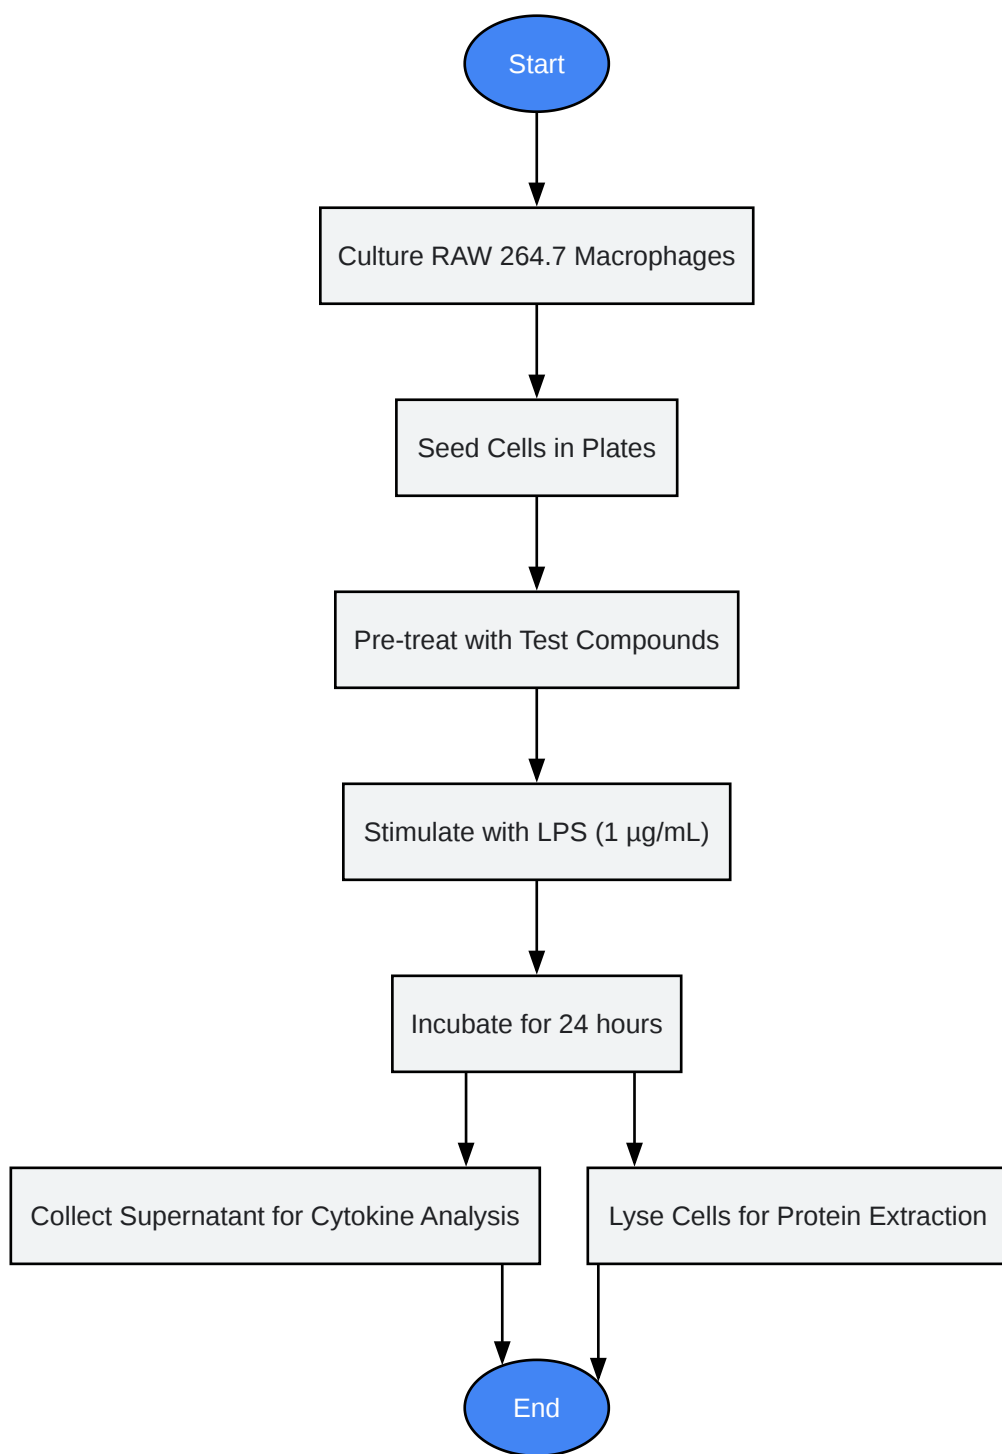 Start
Culture RAW 264.7 Macrophages
Seed Cells in Plates
Pre-treat with Test Compounds
Stimulate with LPS (1 µg/mL)
Incubate for 24 hours
Collect Supernatant for Cytokine Analysis
Lyse Cells for Protein Extraction
End